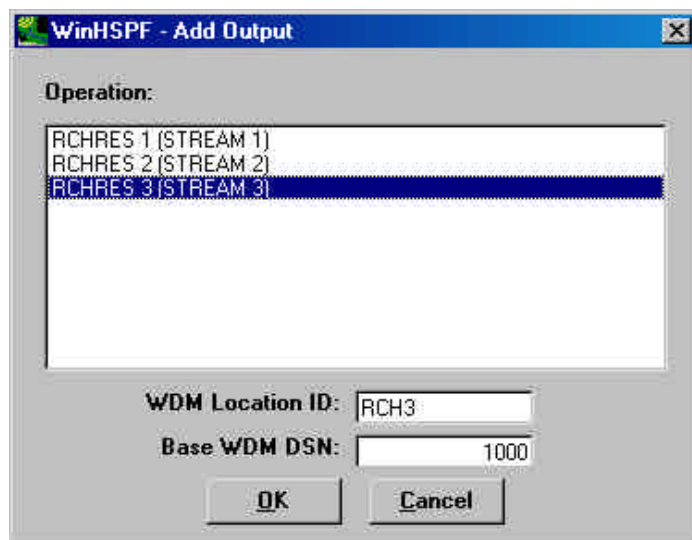 WinHSPF - Add Output
Operation:
RCHRES 1 (STREAM 1)
RCHRES 2 (STREAM 2)
RCHRES 3 (STREAM 3)
WDM Location ID: RCH3
Base WDM DSN: 1000
OK Cancel